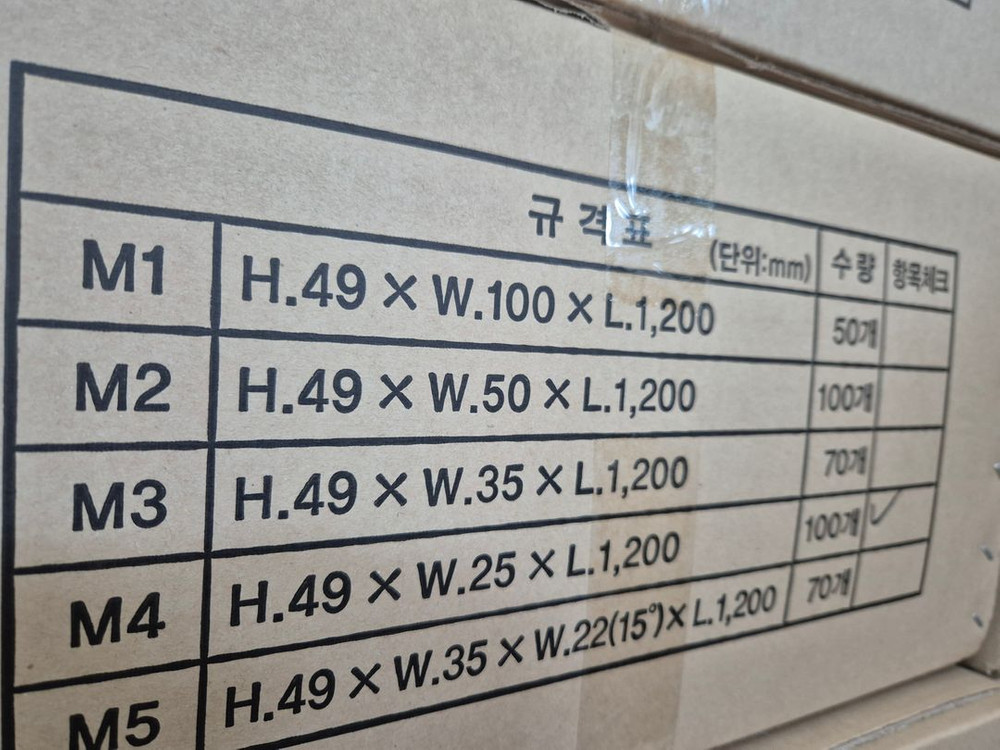 규격표 (단위:mm) 수량 항목체크
M1 H.49 × W.100 × L.1,200 50개
M2 H.49 × W.50 × L.1,200 100개
M3 H.49 × W.35 × L.1,200 70개
M4 H.49 × W.25 × L.1,200 100개 ✓
M5 H.49 × W.35 × W.22(15°)× L.1,200 70개